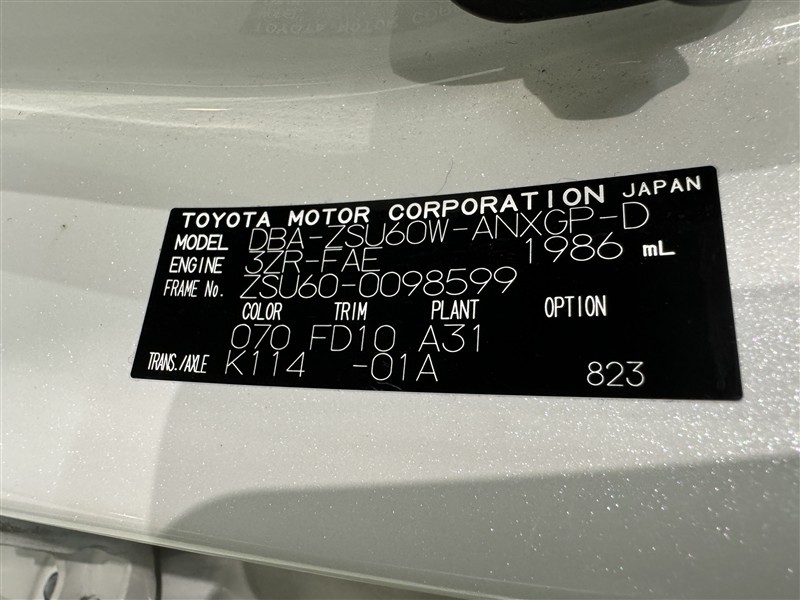 TOYOTA MOTOR CORPORATION JAPAN
MODEL DBA-ZSU60W-ANXGP-D
ENGINE 3ZR-FAE 1986 mL
FRAME No. ZSU60-0098599
COLOR TRIM PLANT OPTION
070 FD10 A31
TRANS./AXLE K114 -01A 823